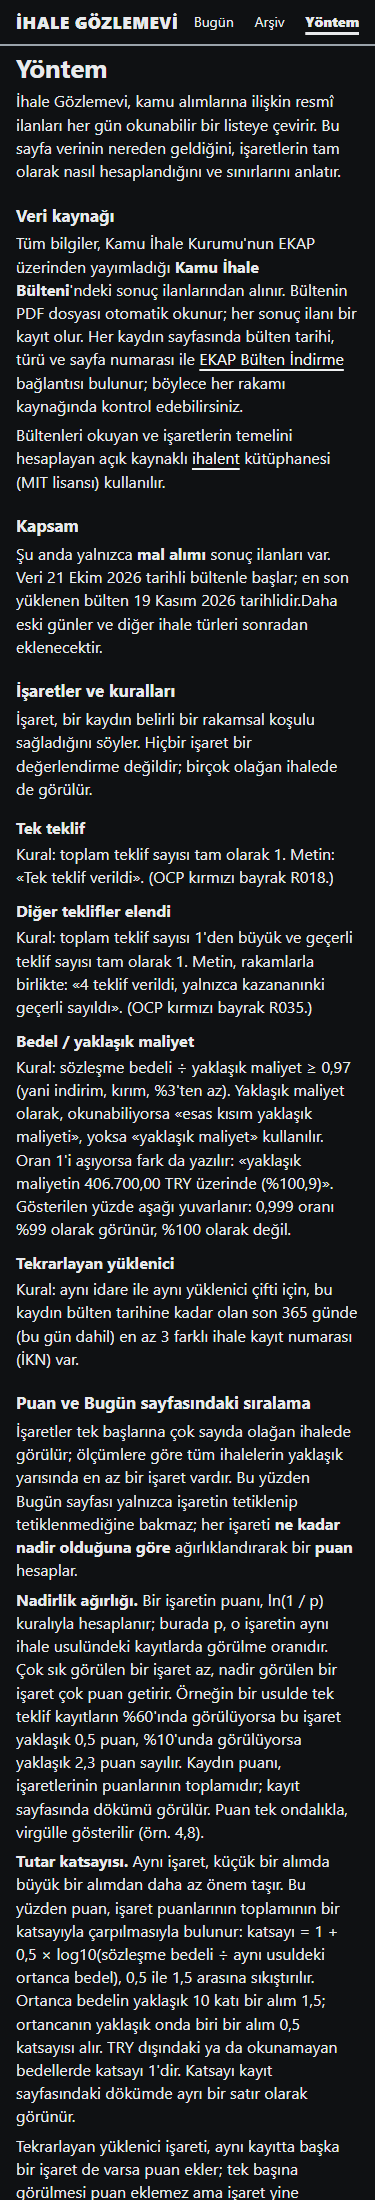 İHALE GÖZLEMEVİ Bugün Arşiv Yöntem
Yöntem
İhale Gözlemevi, kamu alımlarına ilişkin resmî
ilanları her gün okunabilir bir listeye çevirir. Bu
sayfa verinin nereden geldiğini, işaretlerin tam
olarak nasıl hesaplandığını ve sınırlarını anlatır.
Veri kaynağı
Tüm bilgiler, Kamu İhale Kurumu'nun EKAP
üzerinden yayımladığı Kamu İhale
Bülteni'ndeki sonuç ilanlarından alınır. Bültenin
PDF dosyası otomatik okunur; her sonuç ilanı bir
kayıt olur. Her kaydın sayfasında bülten tarihi,
türü ve sayfa numarası ile EKAP Bülten İndirme
bağlantısı bulunur; böylece her rakamı
kaynağında kontrol edebilirsiniz.
Bültenleri okuyan ve işaretlerin temelini
hesaplayan açık kaynaklı ihalent kütüphanesi
(MIT lisansı) kullanılır.
Kapsam
Şu anda yalnızca mal alımı sonuç ilanları var.
Veri 21 Ekim 2026 tarihli bültenle başlar; en son
yüklenen bülten 19 Kasım 2026 tarihlidir.Daha
eski günler ve diğer ihale türleri sonradan
eklenecektir.
İşaretler ve kuralları
İşaret, bir kaydın belirli bir rakamsal koşulu
sağladığını söyler. Hiçbir işaret bir
değerlendirme değildir; birçok olağan ihalede
de görülür.
Tek teklif
Kural: toplam teklif sayısı tam olarak 1. Metin:
«Tek teklif verildi». (OCP kırmızı bayrak R018.)
Diğer teklifler elendi
Kural: toplam teklif sayısı 1'den büyük ve geçerli
teklif sayısı tam olarak 1. Metin, rakamlarla
birlikte: «4 teklif verildi, yalnızca kazananınki
geçerli sayıldı». (OCP kırmızı bayrak R035.)
Bedel / yaklaşık maliyet
Kural: sözleşme bedeli ÷ yaklaşık maliyet ≥ 0,97
(yani indirim, kırım, %3'ten az). Yaklaşık maliyet
olarak, okunabiliyorsa «esas kısım yaklaşık
maliyeti», yoksa «yaklaşık maliyet» kullanılır.
Oran 1'i aşıyorsa fark da yazılır: «yaklaşık
maliyetin 406.700,00 TRY üzerinde (%100,9)».
Gösterilen yüzde aşağı yuvarlanır: 0,999 oranı
%99 olarak görünür, %100 olarak değil.
Tekrarlayan yüklenici
Kural: aynı idare ile aynı yüklenici çifti için, bu
kaydın bülten tarihine kadar olan son 365 günde
(bu gün dahil) en az 3 farklı ihale kayıt numarası
(İKN) var.
Puan ve Bugün sayfasındaki sıralama
İşaretler tek başlarına çok sayıda olağan ihalede
görülür; ölçümlere göre tüm ihalelerin yaklaşık
yarısında en az bir işaret vardır. Bu yüzden
Bugün sayfası yalnızca işaretin tetiklenip
tetiklenmediğine bakmaz; her işareti ne kadar
nadir olduğuna göre ağırlıklandırarak bir puan
hesaplar.
Nadirlik ağırlığı. Bir işaretin puanı, ln(1 / p)
kuralıyla hesaplanır; burada p, o işaretin aynı
ihale usulündeki kayıtlarda görülme oranıdır.
Çok sık görülen bir işaret az, nadir görülen bir
işaret çok puan getirir. Örneğin bir usulde tek
teklif kayıtların %60'ında görülüyorsa bu işaret
yaklaşık 0,5 puan, %10'unda görülüyorsa
yaklaşık 2,3 puan sayılır. Kaydın puanı,
işaretlerinin puanlarının toplamıdır; kayıt
sayfasında dökümü görülür. Puan tek ondalıkla,
virgülle gösterilir (örn. 4,8).
Tutar katsayısı. Aynı işaret, küçük bir alımda
büyük bir alımdan daha az önem taşır. Bu
yüzden puan, işaret puanlarının toplamının bir
katsayıyla çarpılmasıyla bulunur: katsayı = 1 +
0,5 × log10(sözleşme bedeli ÷ aynı usuldeki
ortanca bedel), 0,5 ile 1,5 arasına sıkıştırılır.
Ortanca bedelin yaklaşık 10 katı bir alım 1,5;
ortancanın yaklaşık onda biri bir alım 0,5
katsayısı alır. TRY dışındaki ya da okunamayan
bedellerde katsayı 1'dir. Katsayı kayıt
sayfasındaki dökümde ayrı bir satır olarak
görünür.
Tekrarlayan yüklenici işareti, aynı kayıtta başka
bir işaret de varsa puan ekler; tek başına
görülmesi puan eklemez ama işaret yine